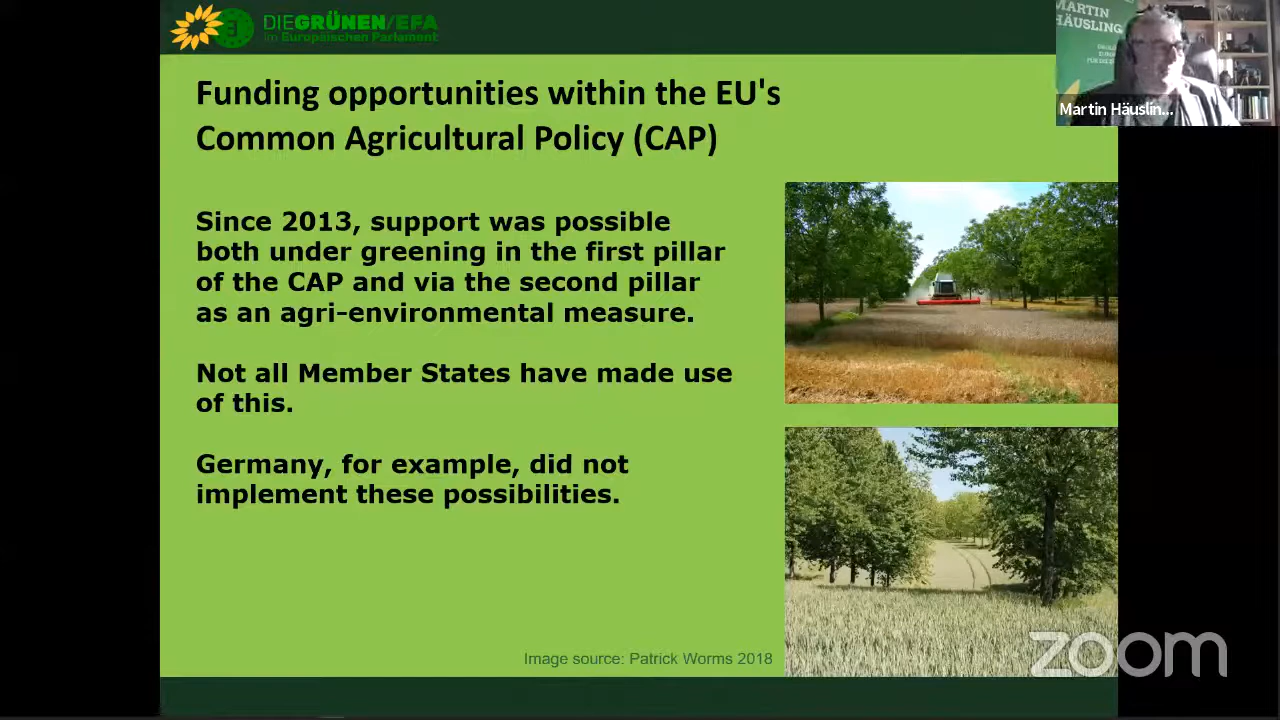 DIEGRÜNEN/EFA
im Europäischen Parlament
MARTIN
HÄUSLING
Martin Häuslin...
Funding opportunities within the EU's
Common Agricultural Policy (CAP)
Since 2013, support was possible
both under greening in the first pillar
of the CAP and via the second pillar
as an agri-environmental measure.
Not all Member States have made use
of this.
Germany, for example, did not
implement these possibilities.
Image source: Patrick Worms 2018
zoom